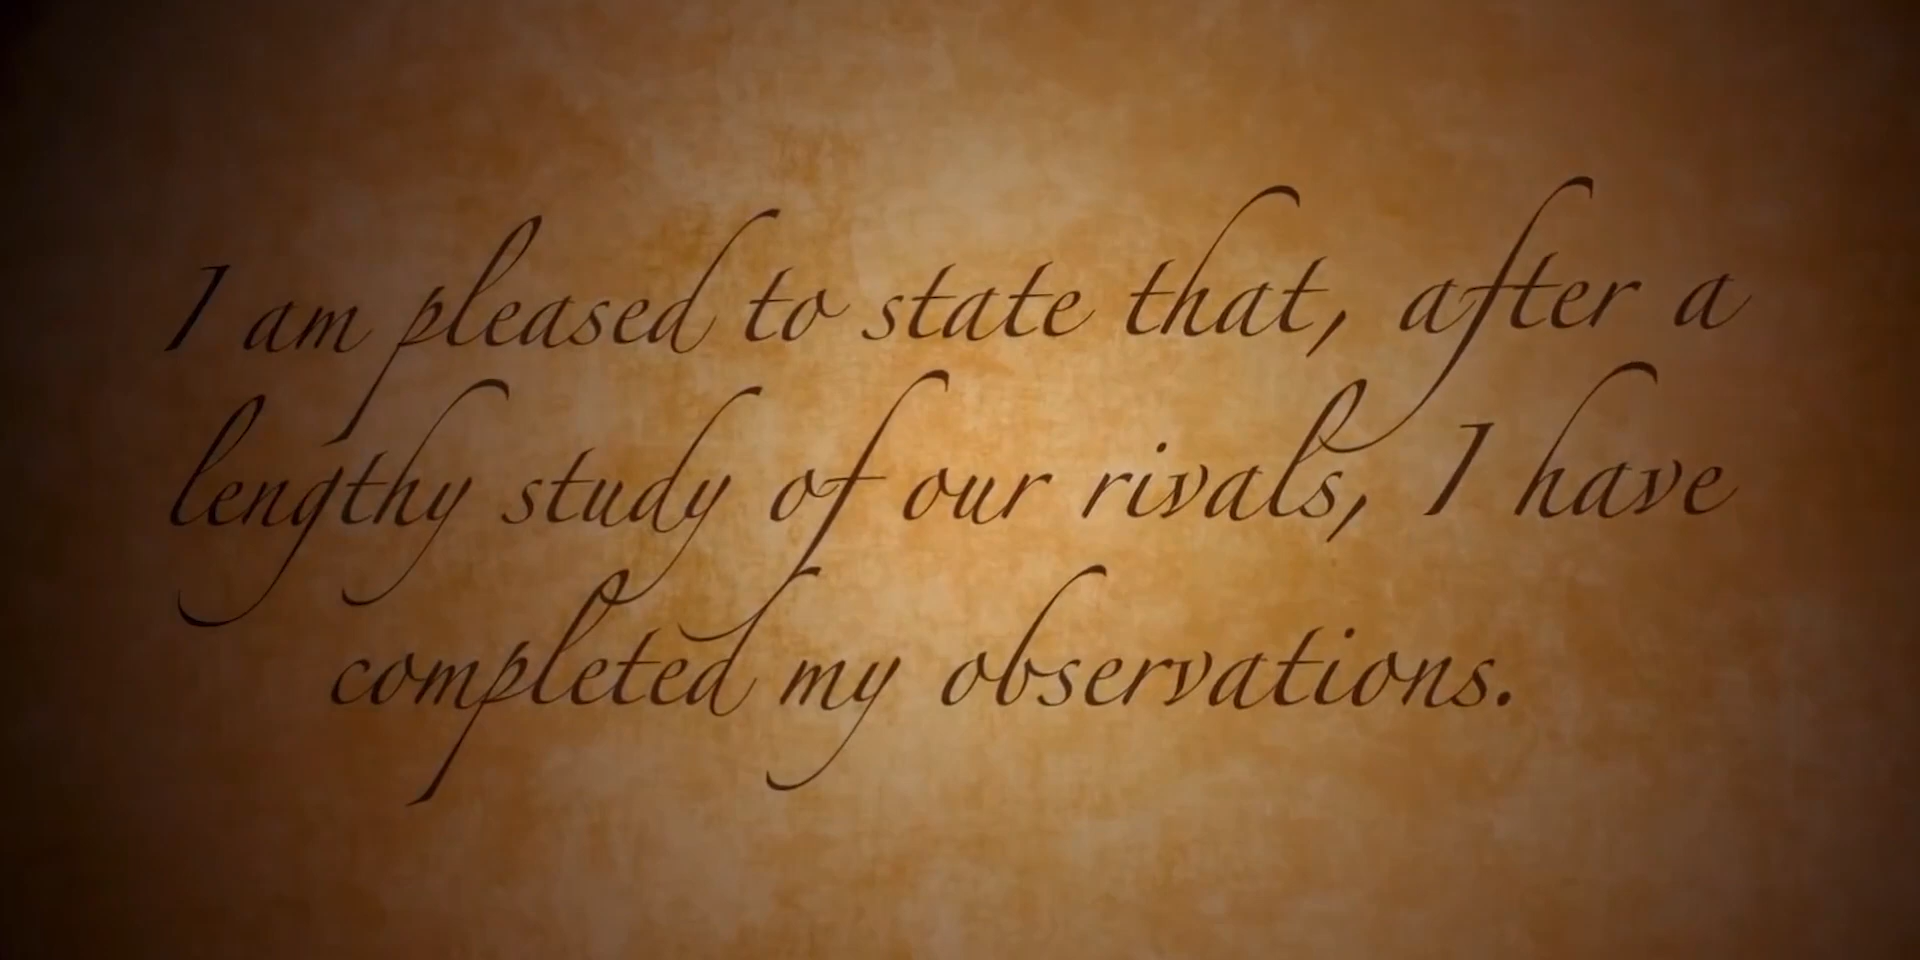 I am pleased to state that, after a
lengthy study of our rivals, I have
completed my observations.